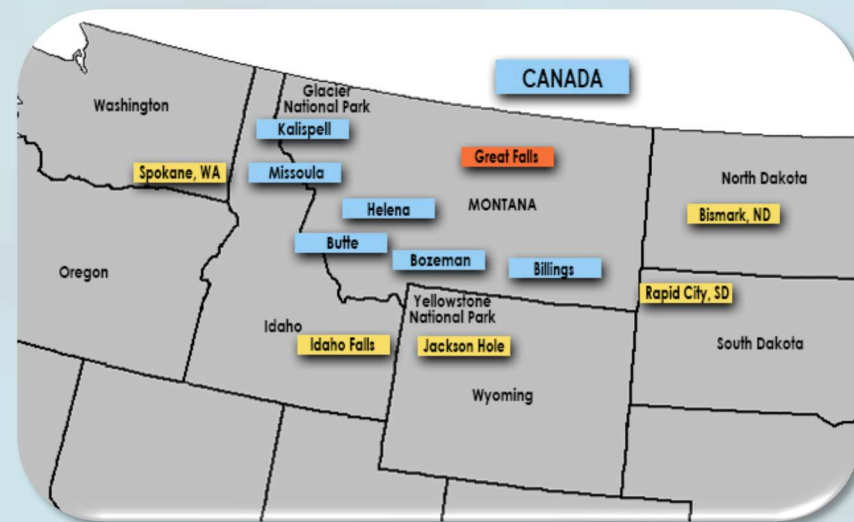 CANADA
Glacier
National Park
Washington
Kalispell
Great Falls
Spokane, WA
Missoula
North Dakota
Helena
MONTANA
Bismark, ND
Butte
Bozeman
Billings
Oregon
Rapid City, SD
Yellowstone
National Park
Idaho
Idaho Falls
Jackson Hole
South Dakota
Wyoming